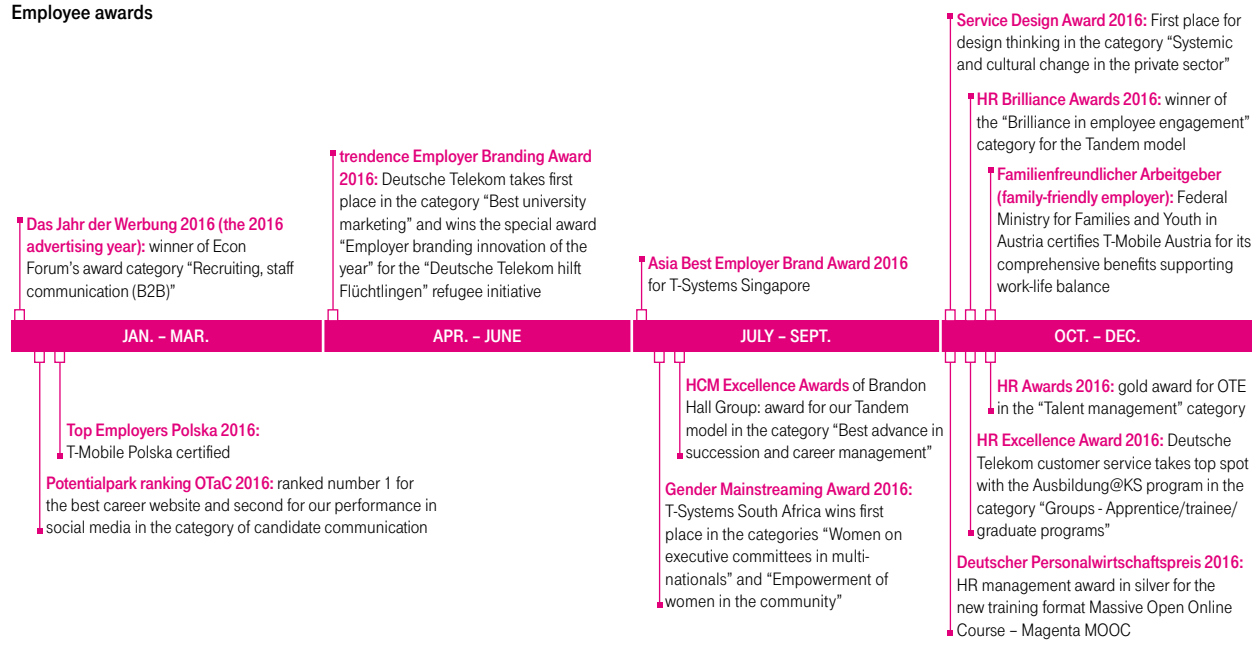 Employee awards
Das Jahr der Werbung 2016 (the 2016
advertising year): winner of Econ
Forum's award category “Recruiting, staff
communication (B2B)”
trendence Employer Branding Award
2016: Deutsche Telekom takes first
place in the category “Best university
marketing” and wins the special award
“Employer branding innovation of the
year” for the “Deutsche Telekom hilft
Flüchtlingen” refugee initiative
Asia Best Employer Brand Award 2016
for T-Systems Singapore
Service Design Award 2016: First place for
design thinking in the category “Systemic
and cultural change in the private sector”
HR Brilliance Awards 2016: winner of
the “Brilliance in employee engagement”
category for the Tandem model
Familienfreundlicher Arbeitgeber
(family-friendly employer): Federal
Ministry for Families and Youth in
Austria certifies T-Mobile Austria for its
comprehensive benefits supporting
work-life balance
JAN. – MAR.
APR. – JUNE
JULY – SEPT.
OCT. – DEC.
Top Employers Polska 2016:
T-Mobile Polska certified
Potentialpark ranking OTaC 2016: ranked number 1 for
the best career website and second for our performance in
social media in the category of candidate communication
HCM Excellence Awards of Brandon
Hall Group: award for our Tandem
model in the category “Best advance in
succession and career management”
Gender Mainstreaming Award 2016:
T-Systems South Africa wins first
place in the categories “Women on
executive committees in multi-
nationals” and “Empowerment of
women in the community”
HR Awards 2016: gold award for OTE
in the “Talent management” category
HR Excellence Award 2016: Deutsche
Telekom customer service takes top spot
with the Ausbildung@KS program in the
category “Groups - Apprentice/trainee/
graduate programs”
Deutscher Personalwirtschaftspreis 2016:
HR management award in silver for the
new training format Massive Open Online
Course – Magenta MOOC